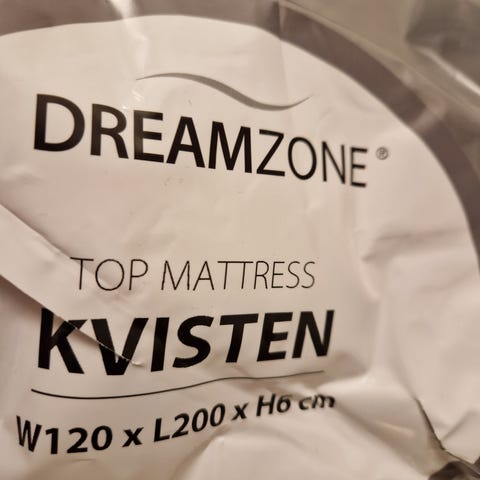 DREAMZONE®
TOP MATTRESS
KVISTEN
W120 x L200 x H6 cm